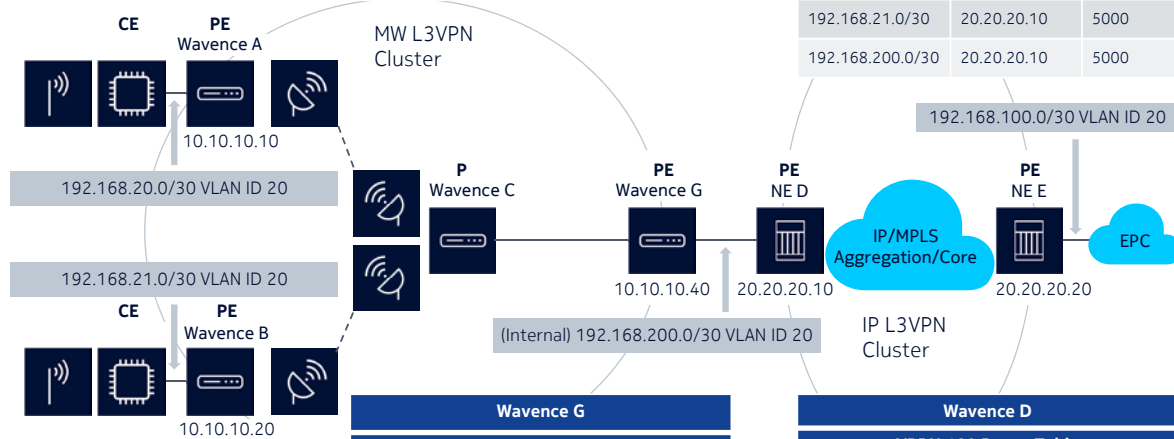 192.168.21.0/30 20.20.20.10 5000
192.168.200.0/30 20.20.20.10 5000
CE
PE
Wavence A
MW L3VPN
Cluster
10.10.10.10
192.168.20.0/30 VLAN ID 20
192.168.100.0/30 VLAN ID 20
P
Wavence C
PE
Wavence G
PE
NE D
PE
NE E
IP/MPLS
Aggregation/Core
EPC
10.10.10.40
20.20.20.10
20.20.20.20
192.168.21.0/30 VLAN ID 20
CE
PE
Wavence B
(Internal) 192.168.200.0/30 VLAN ID 20
IP L3VPN
Cluster
10.10.10.20
Wavence G
Wavence D